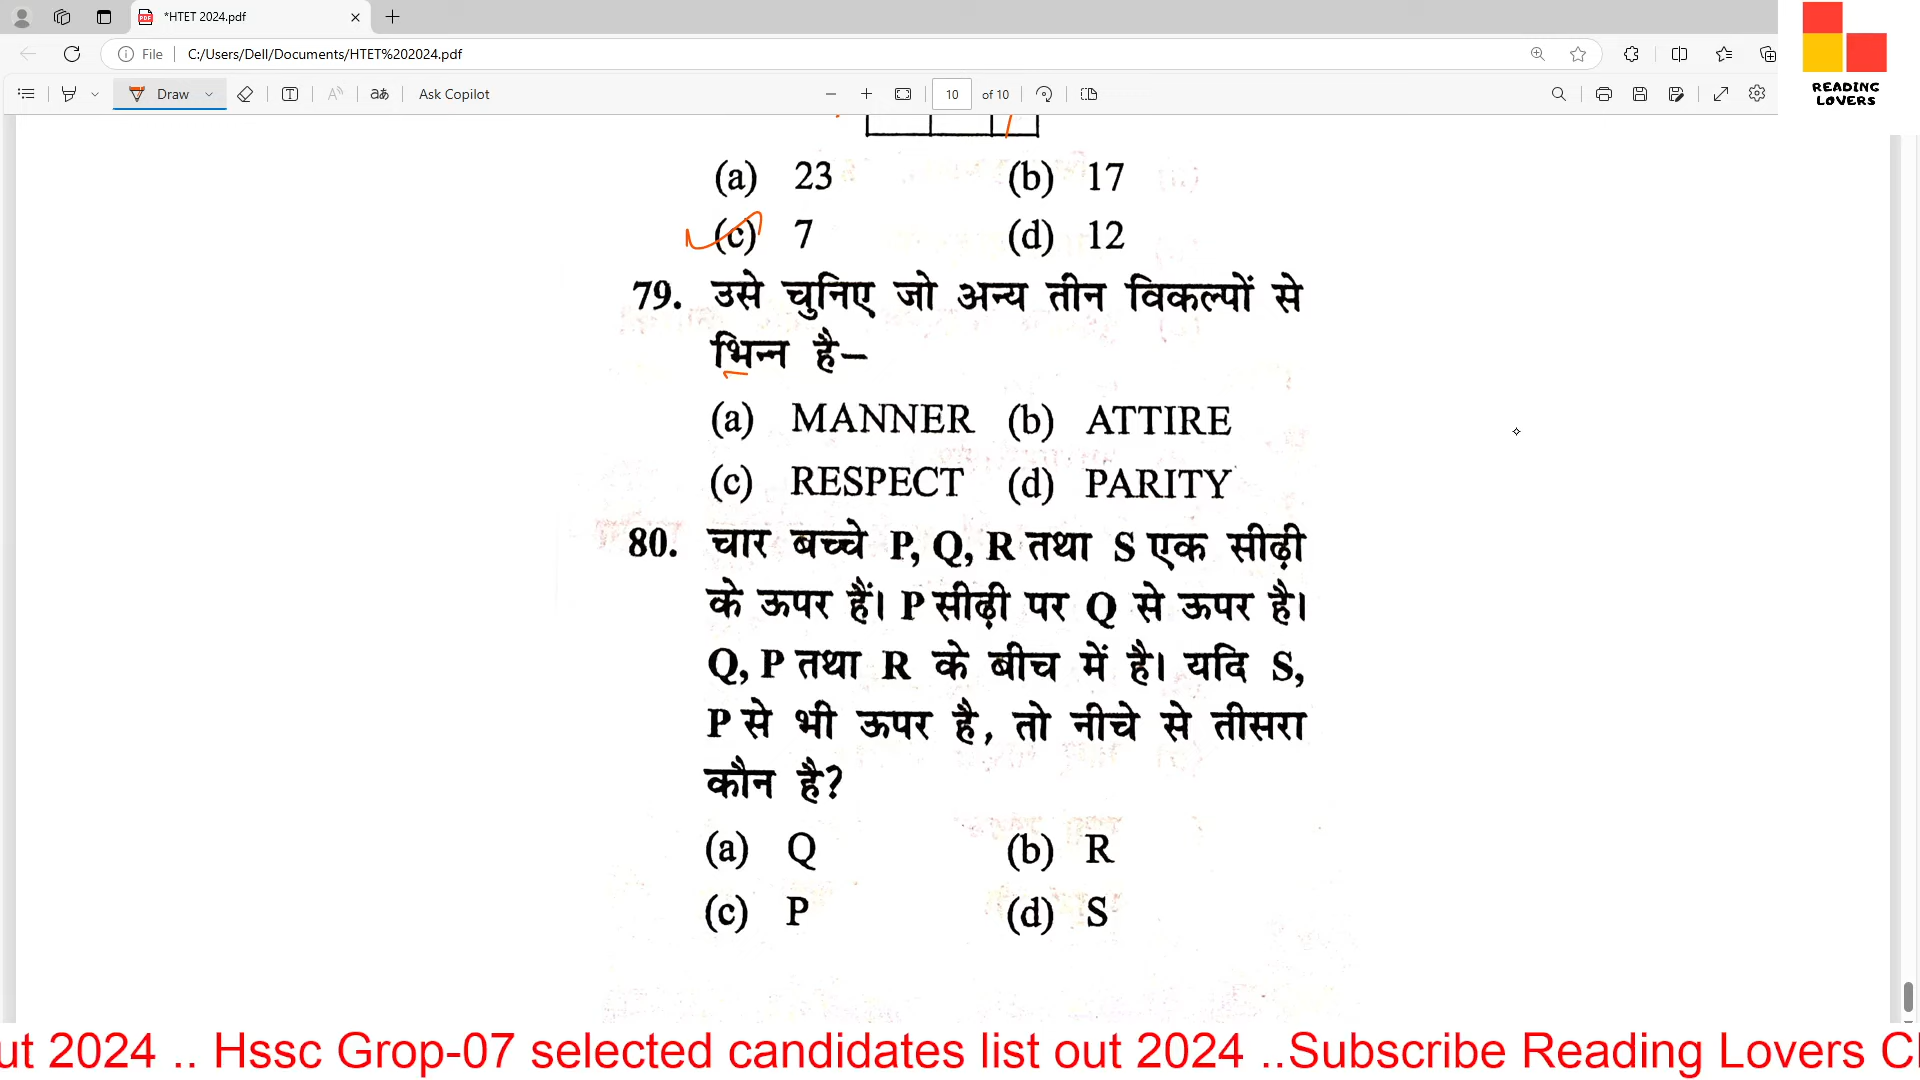 *HTET 2024.pdf
File C:/Users/Dell/Documents/HTET%202024.pdf
READING
LOVERS
Draw
Ask Copilot
10 of 10
(a) 23 (b) 17
(c) 7 (d) 12
79. उसे चुनिए जो अन्य तीन विकल्पों से
भिन्न है–
(a) MANNER (b) ATTIRE
(c) RESPECT (d) PARITY
80. चार बच्चे P, Q, R तथा S एक सीढ़ी
के ऊपर हैं। P सीढ़ी पर Q से ऊपर है।
Q, P तथा R के बीच में है। यदि S,
P से भी ऊपर है, तो नीचे से तीसरा
कौन है?
(a) Q (b) R
(c) P (d) S
ut 2024 .. Hssc Grop-07 selected candidates list out 2024 ..Subscribe Reading Lovers C